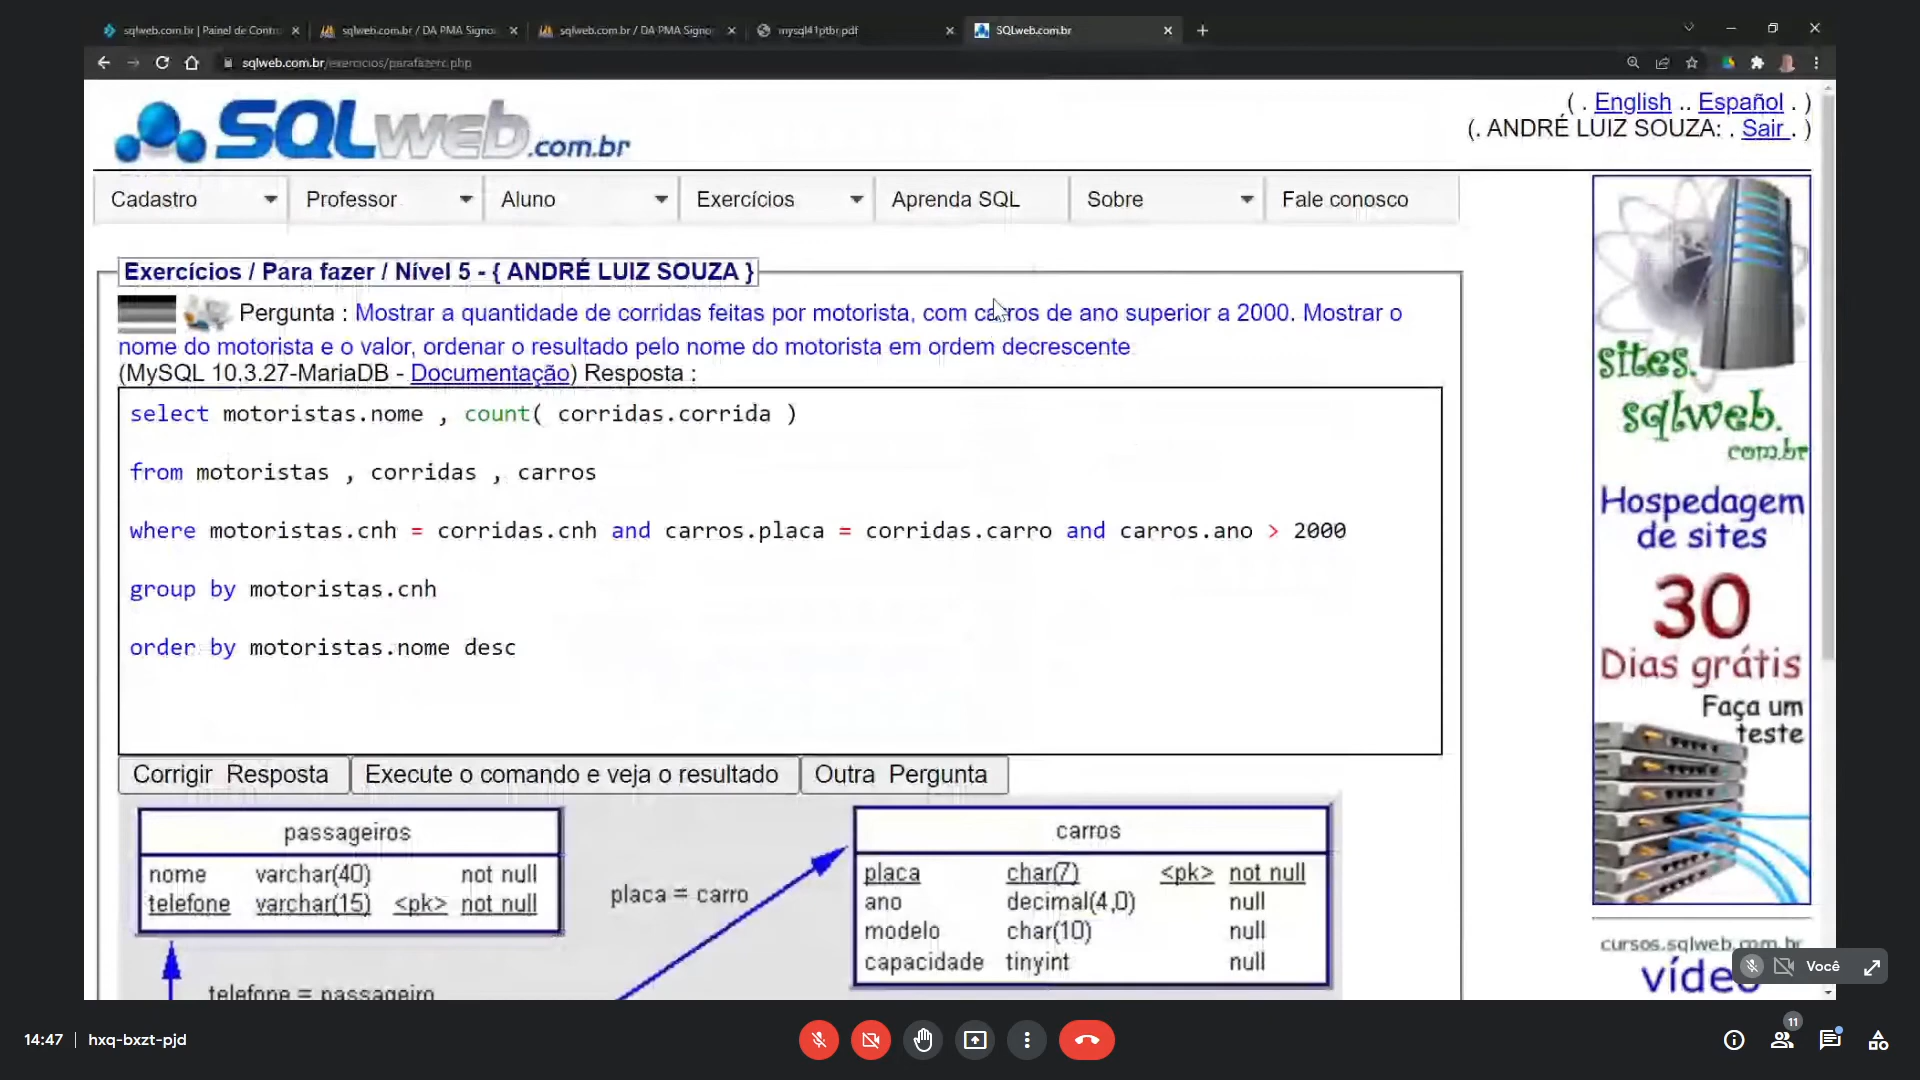 sqlweb.com.br | Painel de Contr
sqlweb.com.br / DA PMA Signo
sqlweb.com.br / DA PMA Signo
mysql41ptbr.pdf
SQLweb.com.br
sqlweb.com.br/exercicios/parafazerc.php
SQLweb.com.br
( . English .. Español . )
(. ANDRÉ LUIZ SOUZA: . Sair . )
Cadastro
Professor
Aluno
Exercícios
Aprenda SQL
Sobre
Fale conosco
Exercícios / Para fazer / Nível 5 - { ANDRÉ LUIZ SOUZA }
Pergunta : Mostrar a quantidade de corridas feitas por motorista, com carros de ano superior a 2000. Mostrar o
nome do motorista e o valor, ordenar o resultado pelo nome do motorista em ordem decrescente
(MySQL 10.3.27-MariaDB - Documentação) Resposta :
select motoristas.nome , count( corridas.corrida )
from motoristas , corridas , carros
where motoristas.cnh = corridas.cnh and carros.placa = corridas.carro and carros.ano > 2000
group by motoristas.cnh
order by motoristas.nome desc
Corrigir Resposta
Execute o comando e veja o resultado
Outra Pergunta
passageiros
nome varchar(40) not null
telefone varchar(15) <pk> not null
placa = carro
carros
placa char(7) <pk> not null
ano decimal(4,0) null
modelo char(10) null
capacidade tinyint null
telefone = passageiro
sites.
sqlweb.
com.br
Hospedagem
de sites
30
Dias grátis
Faça um
teste
cursos.sqlweb.com.br
vídeo
Você
14:47 | hxq-bxzt-pjd
11